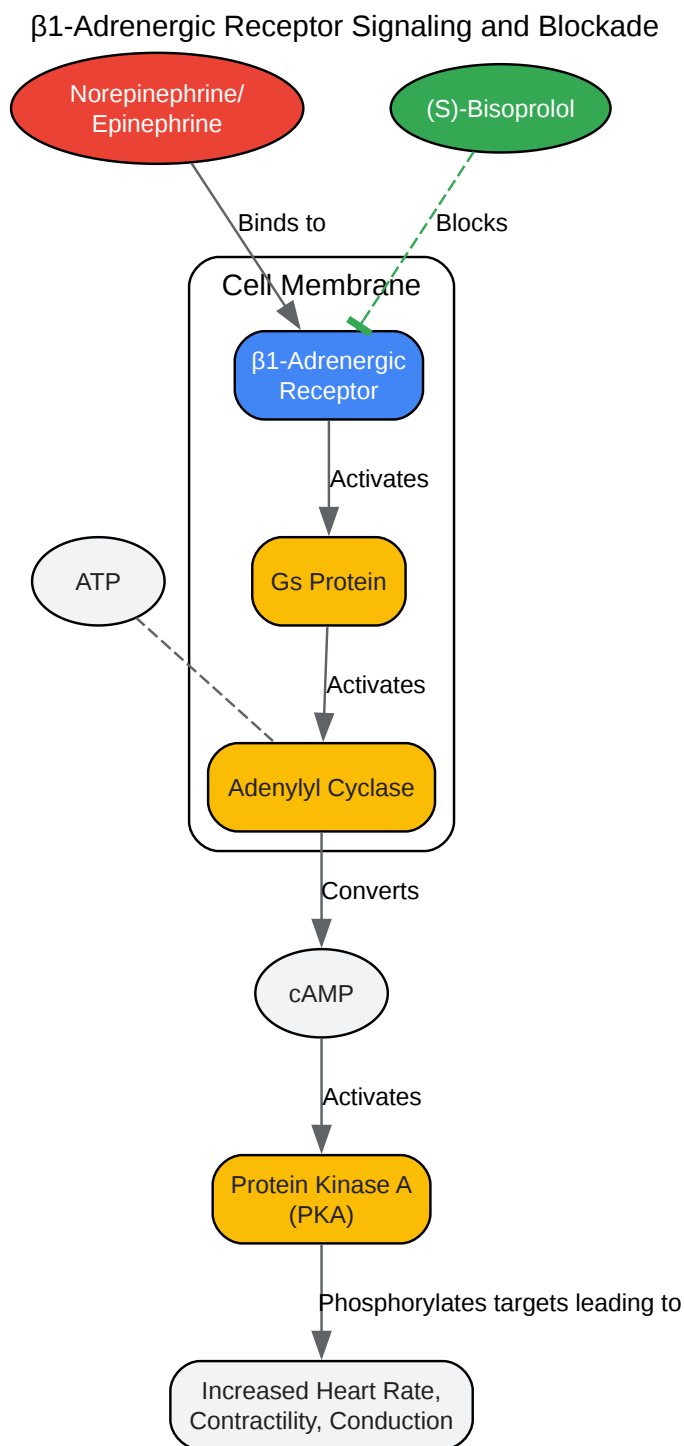 β1-Adrenergic Receptor Signaling and Blockade
Norepinephrine/
Epinephrine
(S)-Bisoprolol
Binds to
Blocks
Cell Membrane
β1-Adrenergic
Receptor
Activates
ATP
Gs Protein
Activates
Adenylyl Cyclase
Converts
cAMP
Activates
Protein Kinase A
(PKA)
Phosphorylates targets leading to
Increased Heart Rate,
Contractility, Conduction